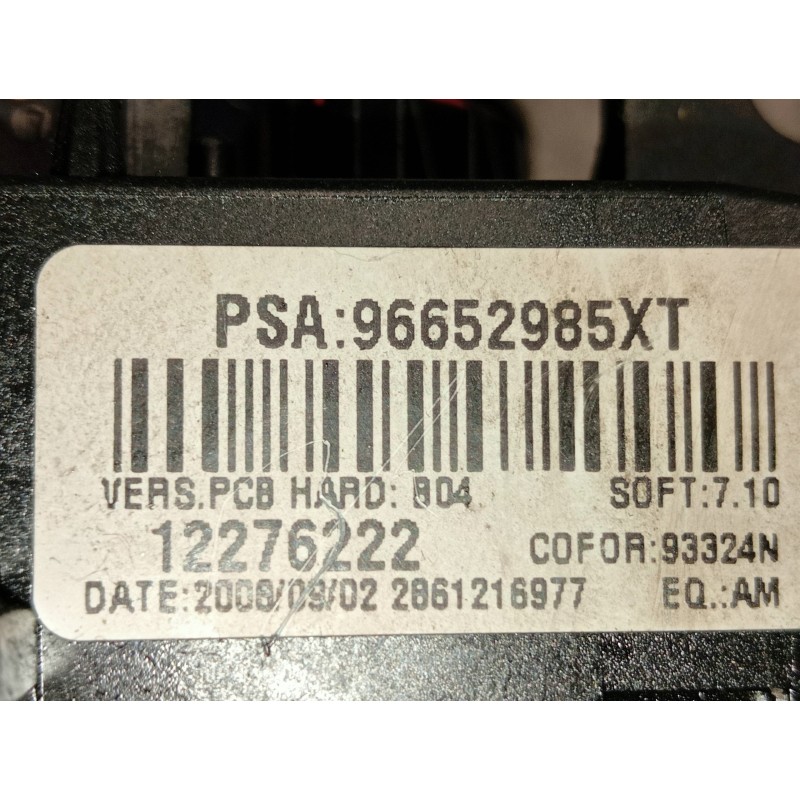 PSA:96652985XT
VERS.PCB HARD: B04 SOFT:7.10
12276222 COFOR:93324N
DATE:2008/09/02 2861216977 EQ.:AM